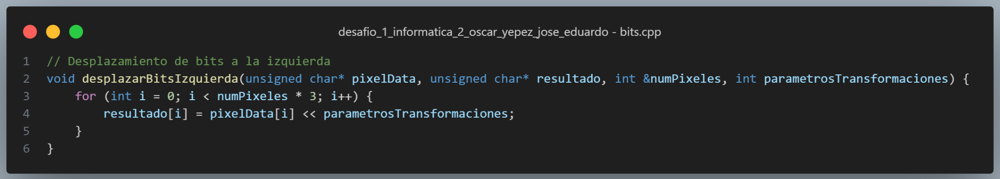 desafio_1_informatica_2_oscar_yepez_jose_eduardo - bits.cpp
1 // Desplazamiento de bits a la izquierda
2 void desplazarBitsIzquierda(unsigned char* pixelData, unsigned char* resultado, int &numPixeles, int parametrosTransformaciones) {
3     for (int i = 0; i < numPixeles * 3; i++) {
4         resultado[i] = pixelData[i] << parametrosTransformaciones;
5     }
6 }